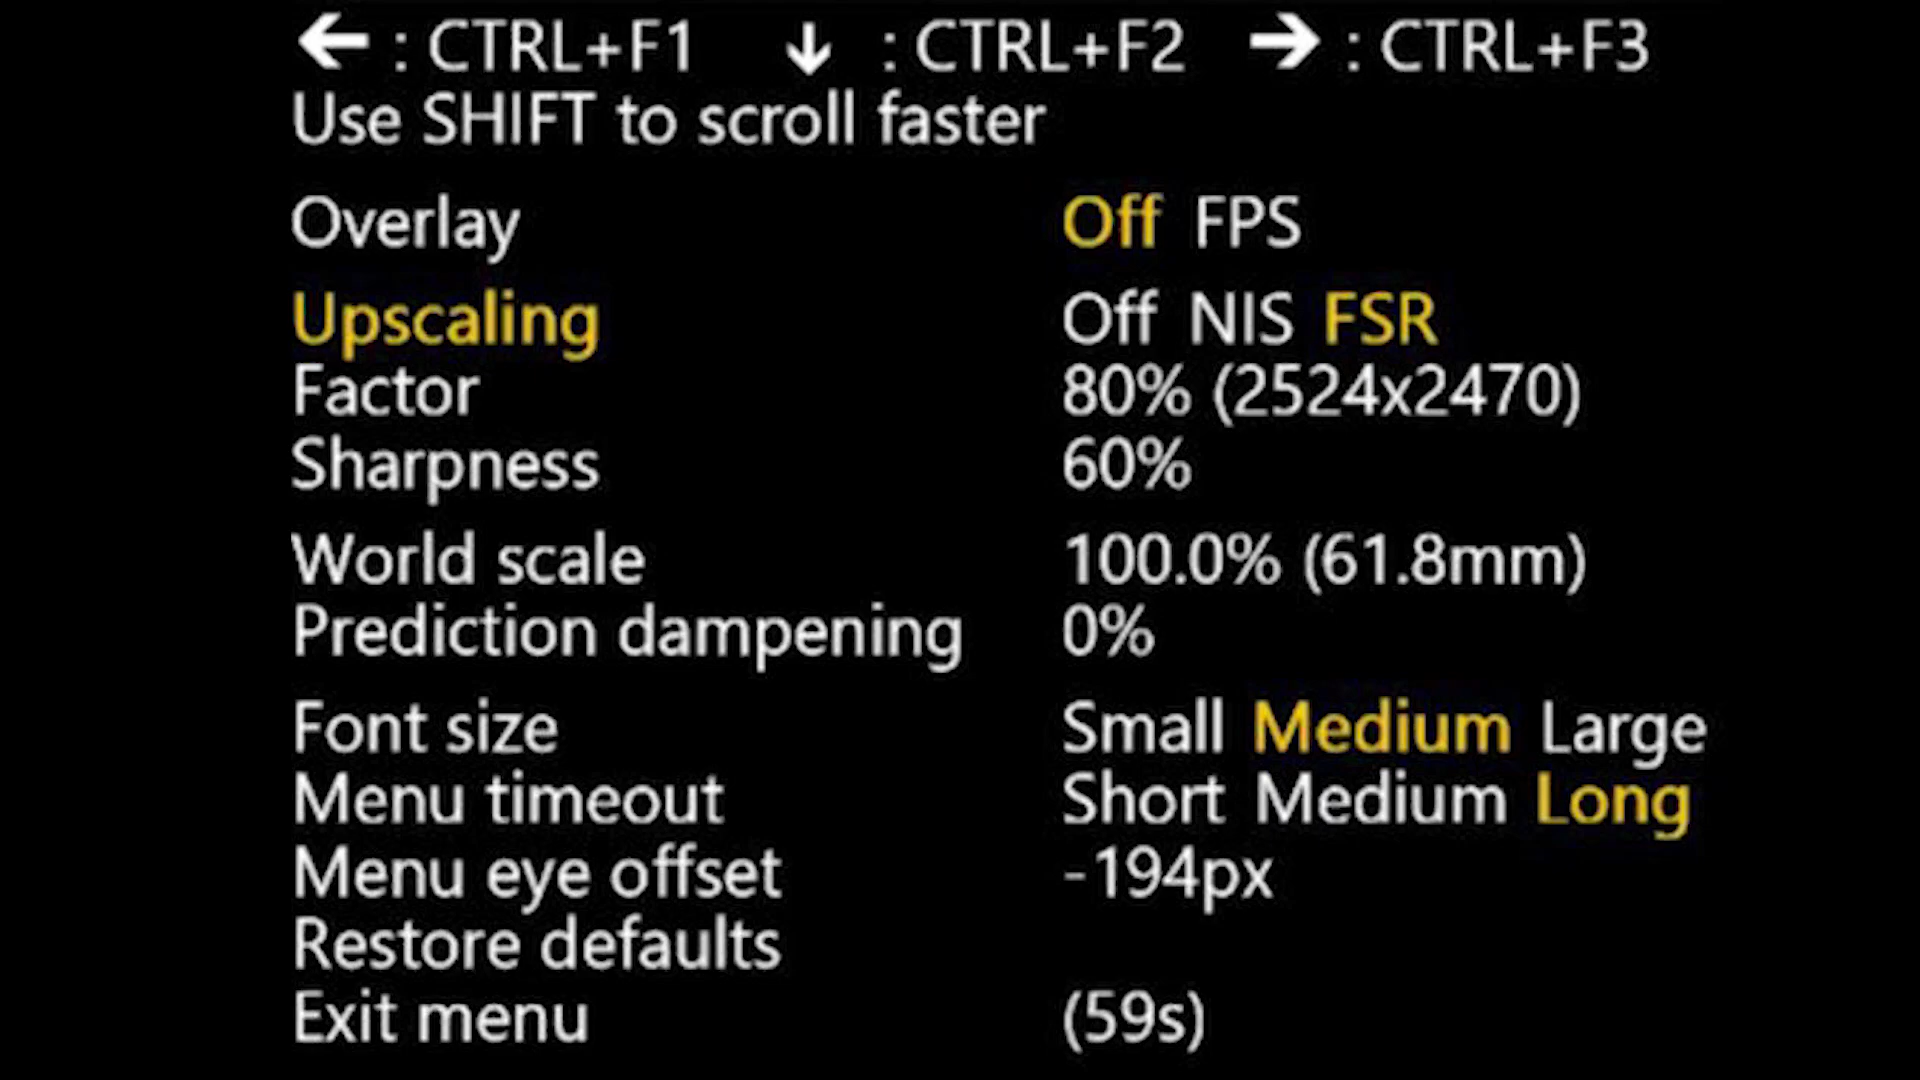 ← : CTRL+F1 ↓ : CTRL+F2 → : CTRL+F3
Use SHIFT to scroll faster
Overlay Off FPS
Upscaling Off NIS FSR
Factor 80% (2524x2470)
Sharpness 60%
World scale 100.0% (61.8mm)
Prediction dampening 0%
Font size Small Medium Large
Menu timeout Short Medium Long
Menu eye offset -194px
Restore defaults
Exit menu (59s)